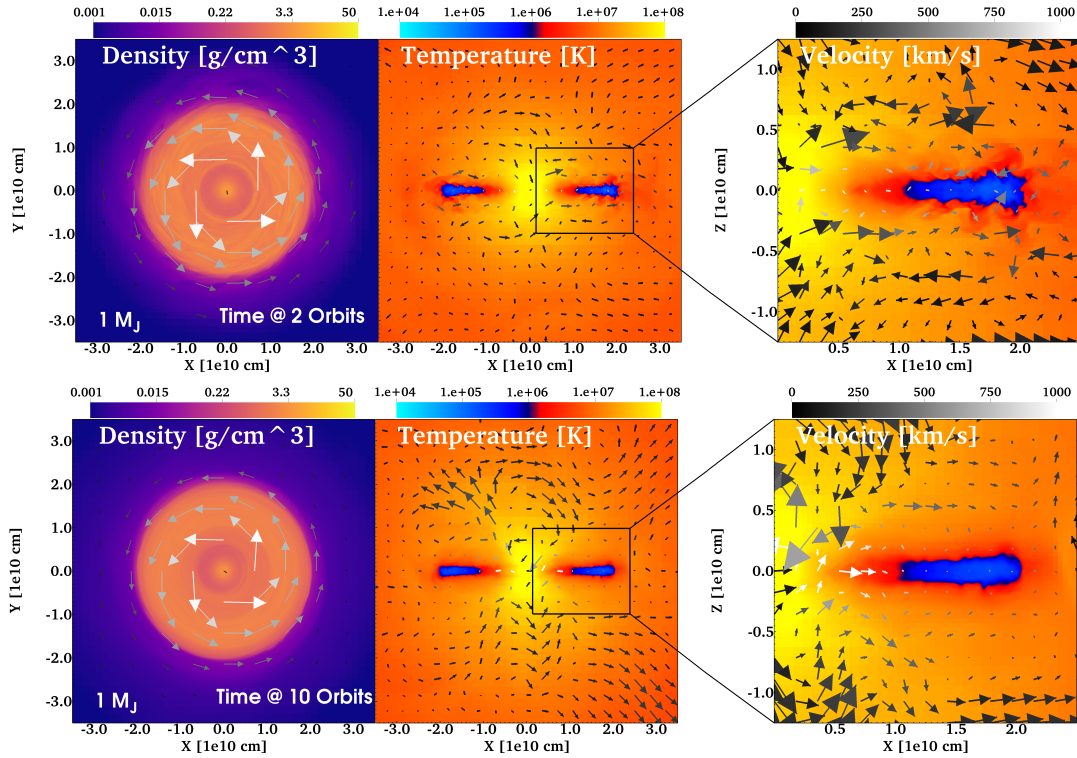 0.001 0.015 0.22 3.3 50 1.e+04 1.e+05 1.e+06 1.e+07 1.e+08 0 250 500 750 1000
Density [g/cm^3] Temperature [K] Velocity [km/s]
3.0
2.0
1.0
0.0
-1.0
-2.0
-3.0
Y [1e10 cm]
1 MJ Time @ 2 Orbits
-3.0 -2.0 -1.0 0.0 1.0 2.0 3.0 -3.0 -2.0 -1.0 0.0 1.0 2.0 3.0
X [1e10 cm] X [1e10 cm]
1.0
0.5
0.0
-0.5
-1.0
Z [1e10 cm]
0.5 1.0 1.5 2.0
X [1e10 cm]
0.001 0.015 0.22 3.3 50 1.e+04 1.e+05 1.e+06 1.e+07 1.e+08 0 250 500 750 1000
Density [g/cm^3] Temperature [K] Velocity [km/s]
3.0
2.0
1.0
0.0
-1.0
-2.0
-3.0
Y [1e10 cm]
1 MJ Time @ 10 Orbits
-3.0 -2.0 -1.0 0.0 1.0 2.0 3.0 -3.0 -2.0 -1.0 0.0 1.0 2.0 3.0
X [1e10 cm] X [1e10 cm]
1.0
0.5
0.0
-0.5
-1.0
Z [1e10 cm]
0.5 1.0 1.5 2.0
X [1e10 cm]